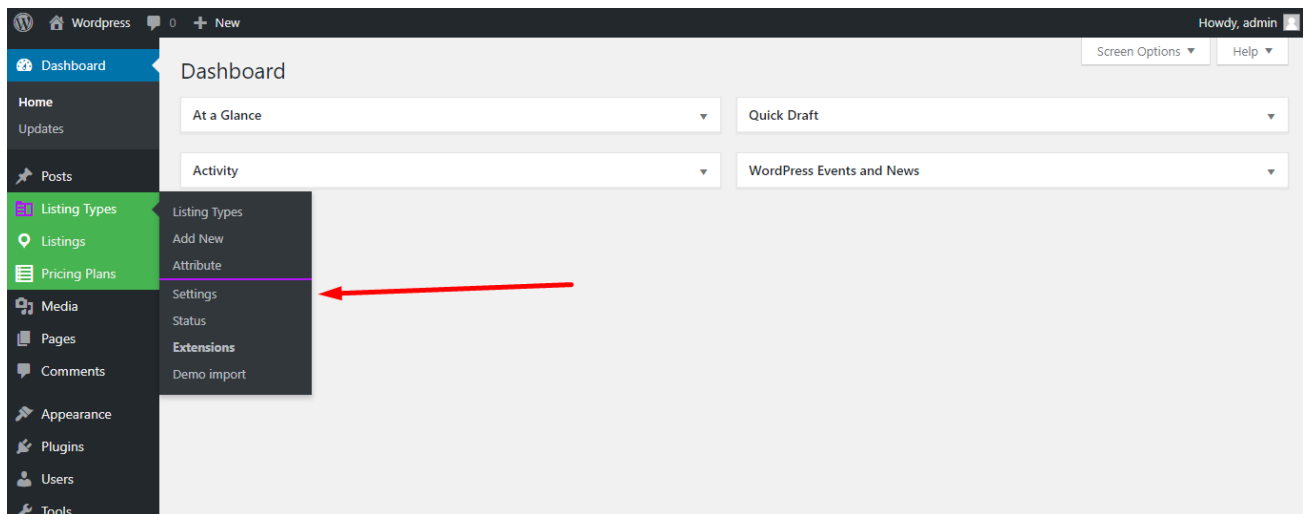 Wordpress 0 New Howdy, admin
Screen Options Help
Dashboard
Home
Updates
Posts
Listing Types
Listings
Pricing Plans
Media
Pages
Comments
Appearance
Plugins
Users
Tools
Listing Types
Add New
Attribute
Settings
Status
Extensions
Demo import
Dashboard
At a Glance
Quick Draft
Activity
WordPress Events and News